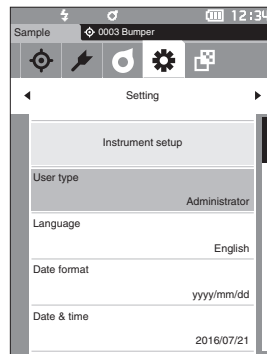 12:34
Sample
0003 Bumper
Setting
Instrument setup
User type
Administrator
Language
English
Date format
yyyy/mm/dd
Date & time
2016/07/21